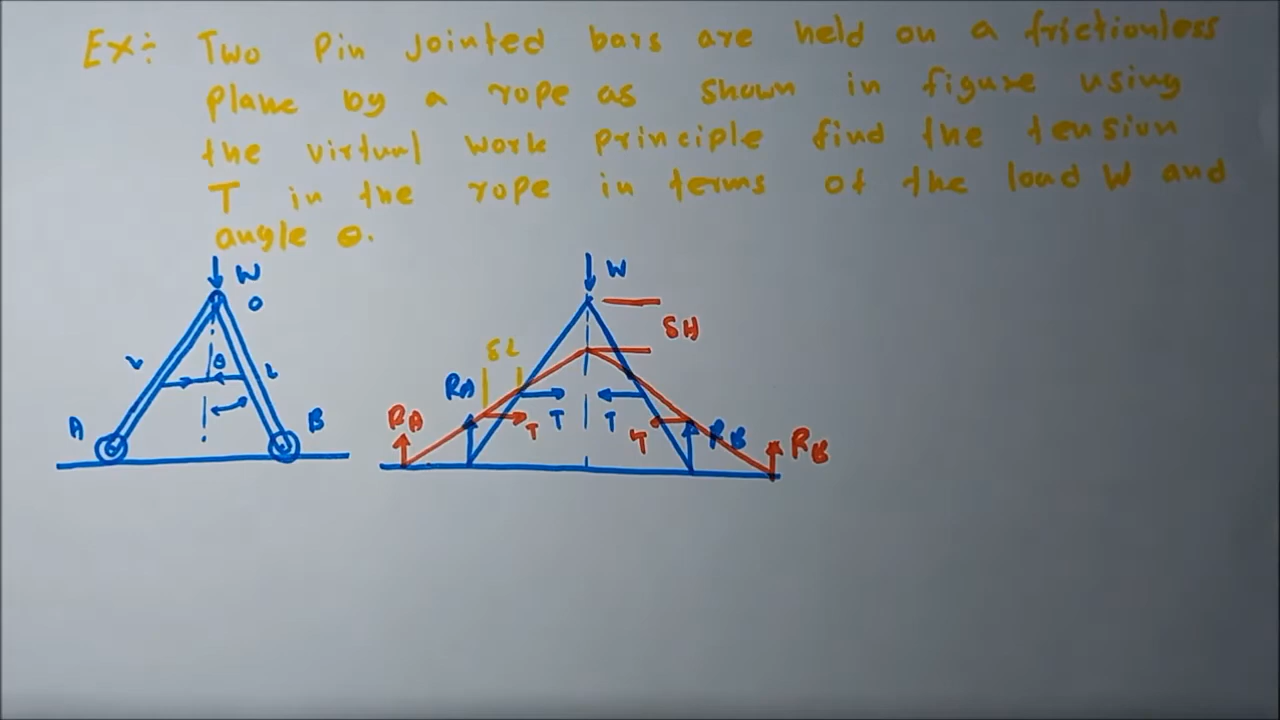 Ex:- Two pin jointed bars are held on a frictionless
plane by a rope as shown in figure using
the virtual work principle find the tension
T in the rope in terms of the load W and
angle θ.
W
O
θ
A
B
W
δH
δL
RA
RA
T
T
T
T
RB
RB